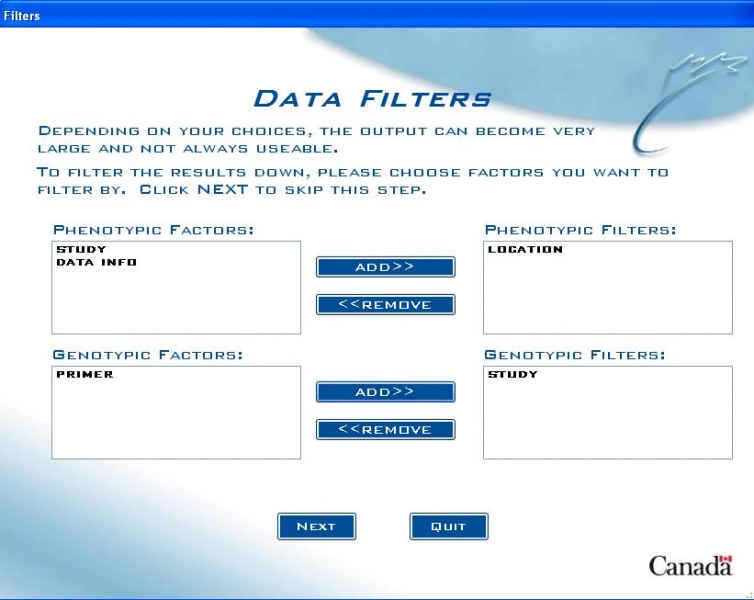 Filters
Data Filters
Depending on your choices, the output can become very
large and not always useable.
To filter the results down, please choose factors you want to
filter by. Click NEXT to skip this step.
Phenotypic Factors:
Phenotypic Filters:
STUDY
DATA INFO
LOCATION
ADD>>
<<REMOVE
Genotypic Factors:
Genotypic Filters:
PRIMER
STUDY
ADD>>
<<REMOVE
Next
Quit
Canada